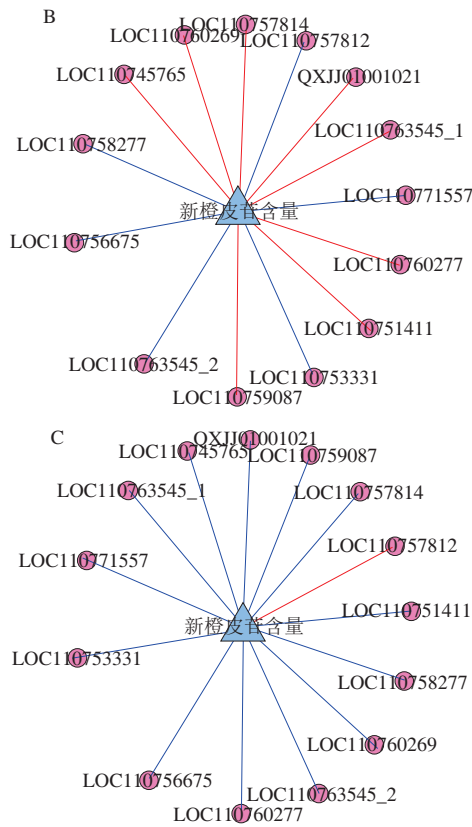 B
LOC110757814
LOC110760269
LOC110757812
LOC110745765
QXJJ01001021
LOC110763545_1
LOC110758277
LOC110771557
新橙皮苷含量
LOC110756675
LOC110760277
LOC110751411
LOC110763545_2
LOC110753331
LOC110759087
C
QXJJ01001021
LOC110745765
LOC110759087
LOC110763545_1
LOC110757814
LOC110757812
LOC110771557
LOC110751411
新橙皮苷含量
LOC110753331
LOC110758277
LOC110760269
LOC110756675
LOC110763545_2
LOC110760277